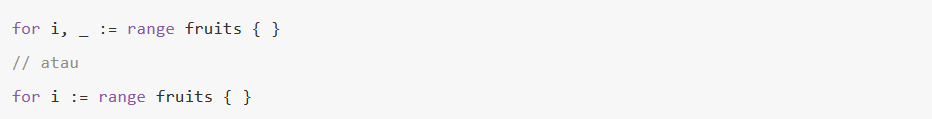 for i, _ := range fruits { }
// atau
for i := range fruits { }